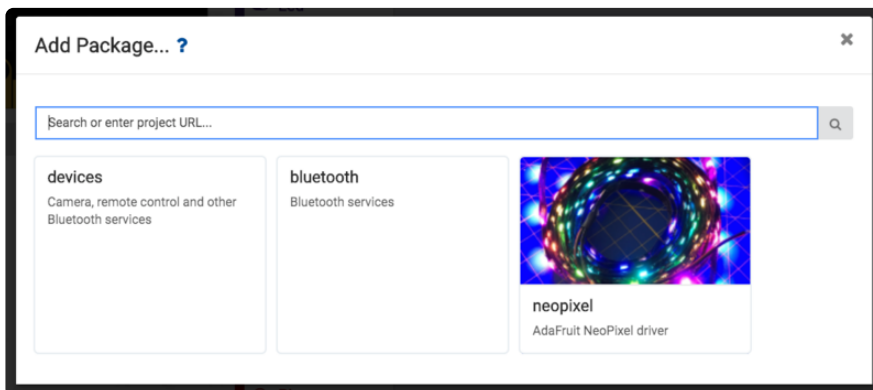 Add Package... ?
Search or enter project URL...
devices
Camera, remote control and other
Bluetooth services
bluetooth
Bluetooth services
neopixel
AdaFruit NeoPixel driver